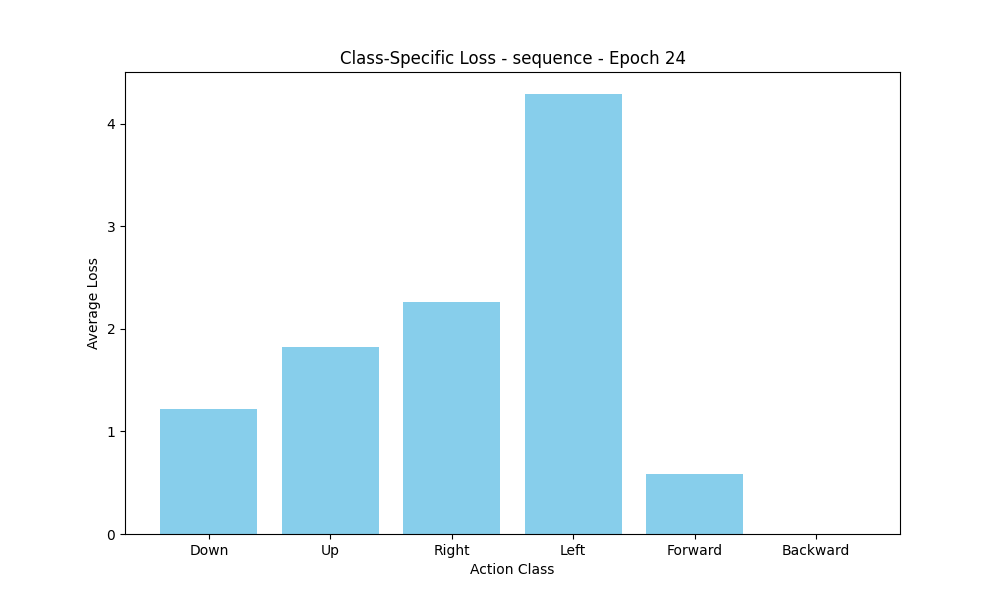 Class-Specific Loss - sequence - Epoch 24
4
3
2
1
0
Average Loss
Down Up Right Left Forward Backward
Action Class